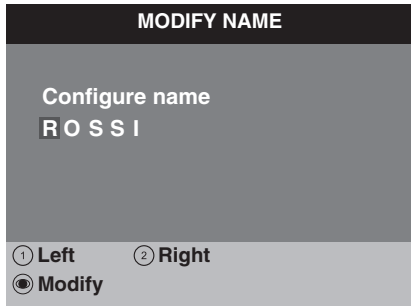 MODIFY NAME
Configure name
ROSSI
1 Left 2 Right
Modify